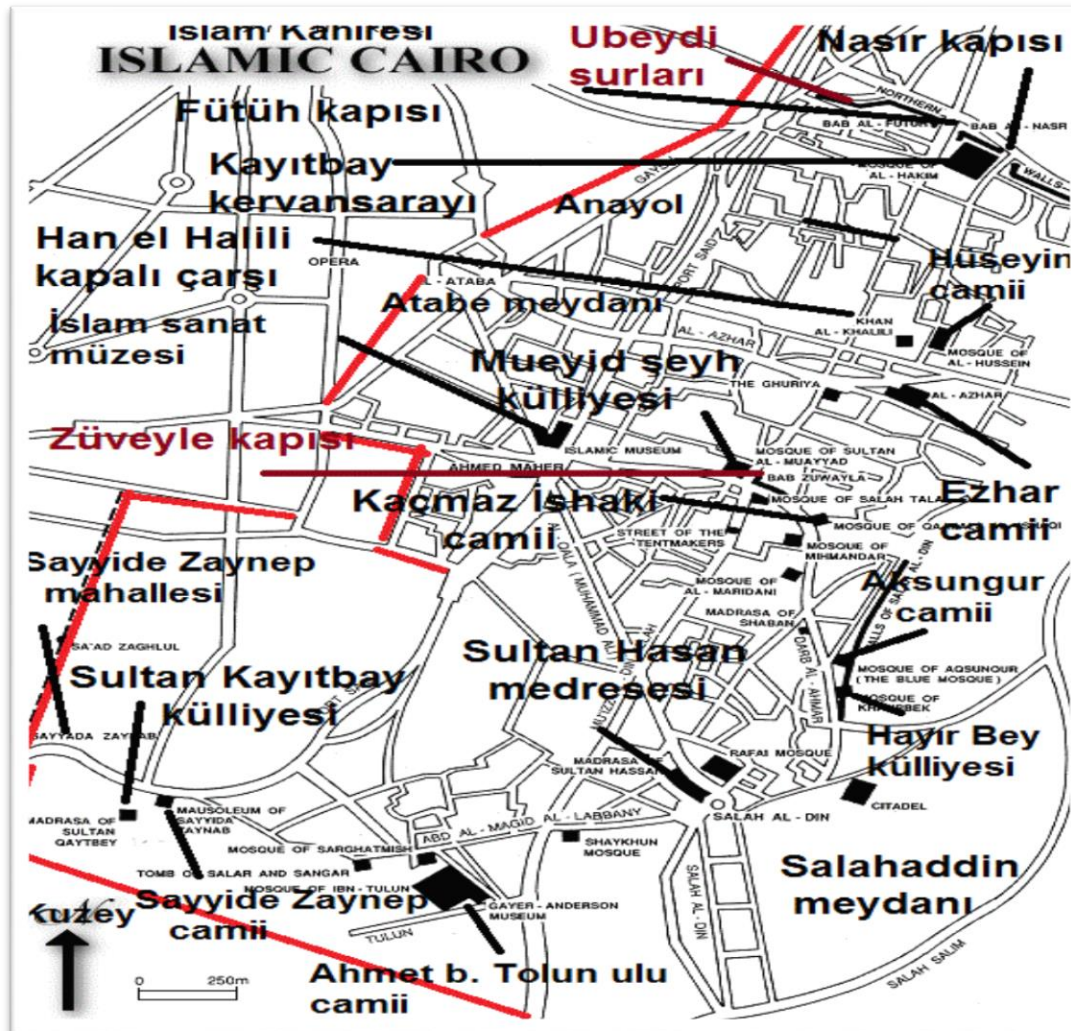 İslam Kahiresi
ISLAMIC CAIRO
Ubeydi
surları
Nasır kapısı
Fütüh kapısı
NORTHERN
BAB AL-FUTUH
BAB AL-NASR
WALLS
Kayıtbay
kervansarayı
MOSQUE OF
AL-HAKIM
Anayol
PORT SAID
Han el Halili
kapalı çarşı
OPERA
AL-ATABA
Atabe meydanı
Hüseyin
camii
İslam sanat
müzesi
KHAN
AL-KHALILI
AL-AZHAR
MOSQUE OF
AL-HUSSEIN
Mueyid şeyh
külliyesi
THE GHURIYA
AL-AZHAR
Züveyle kapısı
ISLAMIC MUSEUM
MOSQUE OF SULTAN
AL-MUAYYAD
AHMED MAHER
BAB ZUWAYLA
MOSQUE OF SALAH TALA
Kaçmaz İshaki
camii
MOSQUE OF
Ezhar
camii
STREET OF THE
TENTMAKERS
MOSQUE OF
MIHMANDAR
Sayyide Zaynep
mahallesi
AL-QALA (MUHAMMAD ALI)
MOSQUE OF
AL-MARIDANI
Aksungur
camii
MADRASA OF
SHABAN
DARB AL-AHMAR
SA'AD ZAGHLUL
Sultan Hasan
medresesi
MOSQUE OF AQSUNQUR
(THE BLUE MOSQUE)
Sultan Kayıtbay
külliyesi
MOSQUE OF
SAYYADA ZAYNAB
Hayır Bey
külliyesi
RAFAI MOSQUE
MADRASA OF
SULTAN HASSAN
CITADEL
MAUSOLEUM OF
SAYYIDA
ZAYNAB
MADRASA OF
SULTAN
QAYTBEY
SALAH AL-DIN
ABD AL-MAGID AL-LABBANY
SHAYKHUN
MOSQUE
MOSQUE OF SARGHATMISH
TOMB OF SALAR AND SANGAR
MOSQUE OF IBN-TULUN
Salahaddin
meydanı
SALAH AL-DIN
Kuzey
Sayyide Zaynep
camii
GAYER-ANDERSON
MUSEUM
TULUN
SALAH SALIM
0 250m
Ahmet b. Tolun ulu
camii